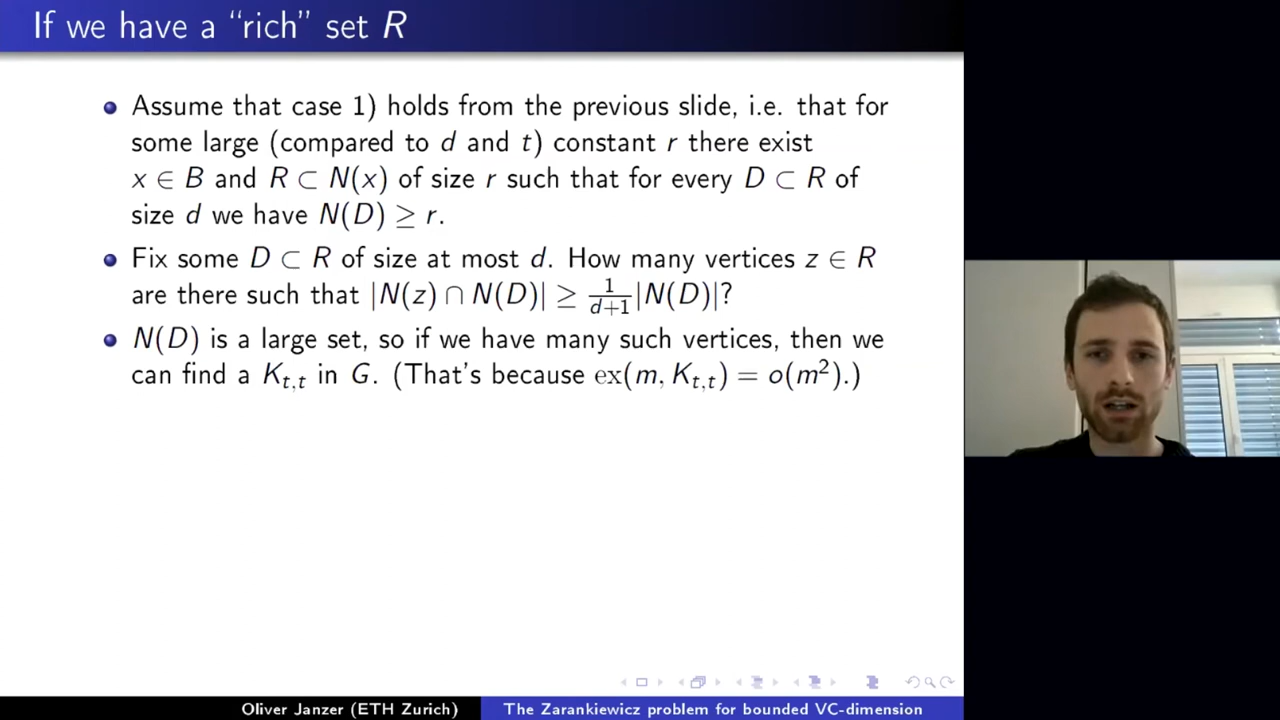 If we have a “rich” set R
Assume that case 1) holds from the previous slide, i.e. that for
some large (compared to d and t) constant r there exist
x ∈ B and R ⊂ N(x) of size r such that for every D ⊂ R of
size d we have N(D) ≥ r.
Fix some D ⊂ R of size at most d. How many vertices z ∈ R
are there such that |N(z) ∩ N(D)| ≥ 1/(d+1) |N(D)|?
N(D) is a large set, so if we have many such vertices, then we
can find a K_{t,t} in G. (That's because ex(m, K_{t,t}) = o(m²).)
Oliver Janzer (ETH Zurich) The Zarankiewicz problem for bounded VC-dimension